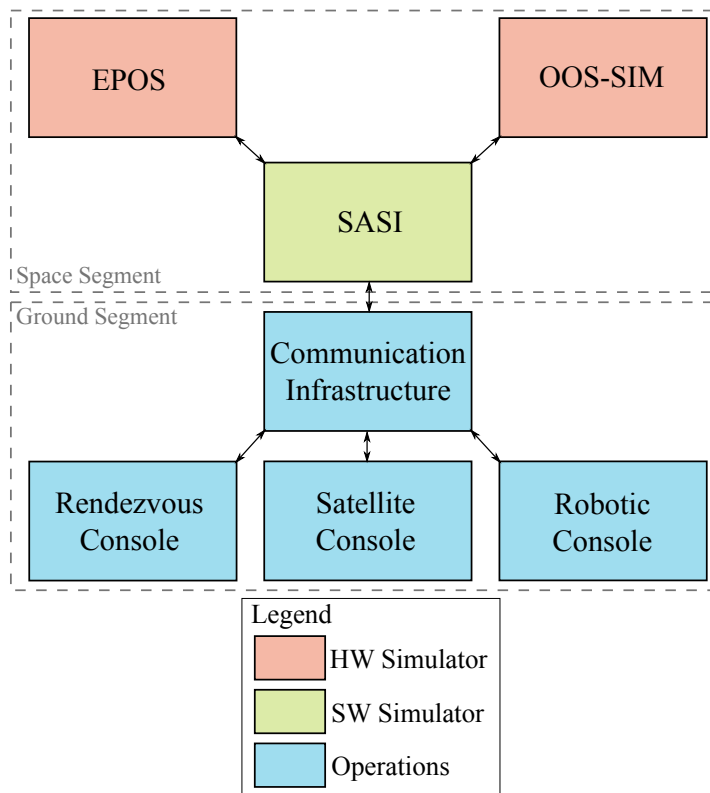 EPOS
OOS-SIM
SASI
Space Segment
Ground Segment
Communication
Infrastructure
Rendezvous
Console
Satellite
Console
Robotic
Console
Legend
HW Simulator
SW Simulator
Operations